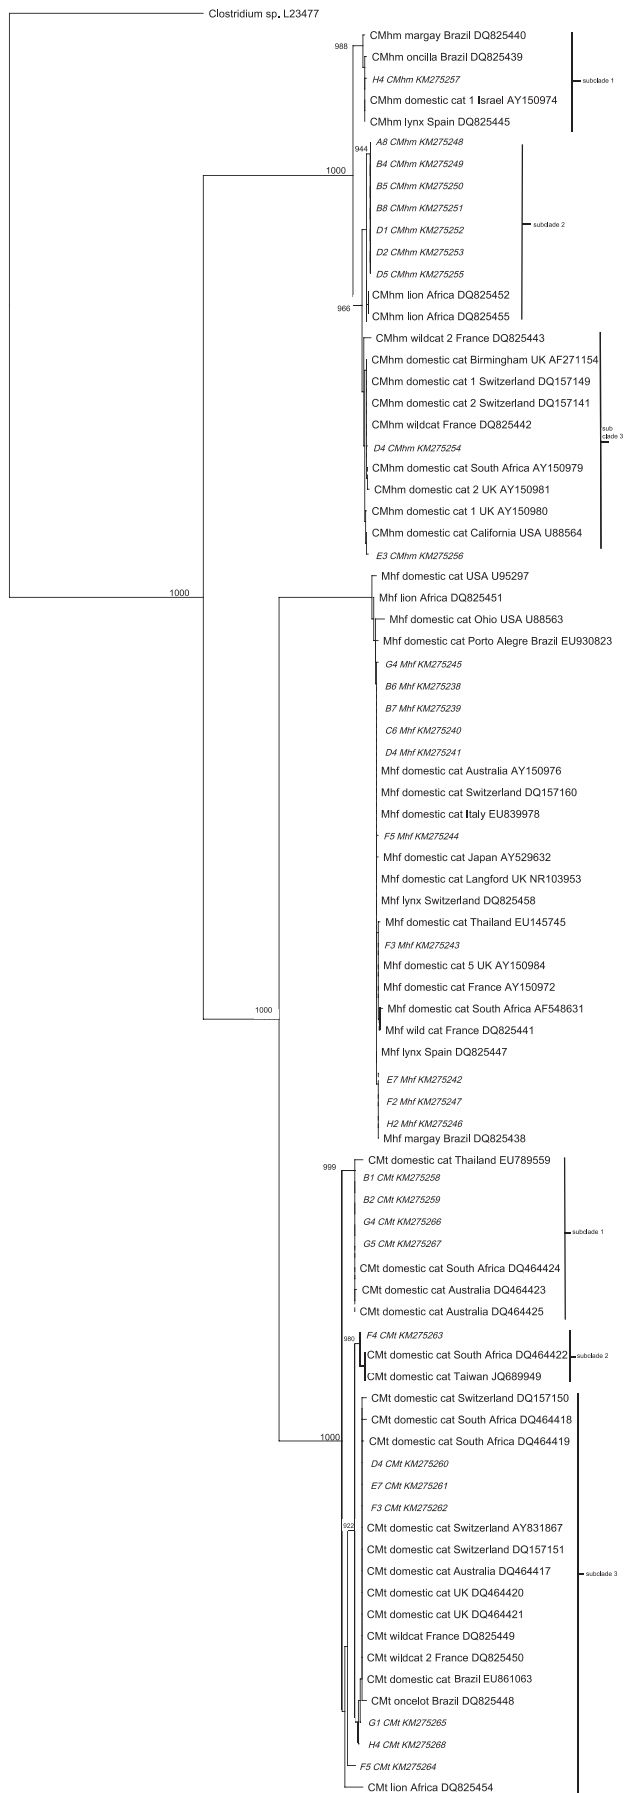 Clostridium sp. L23477
CMhm margay Brazil DQ825440
988
CMhm oncilla Brazil DQ825439
H4 CMhm KM275257
subclade 1
CMhm domestic cat 1 Israel AY150974
CMhm lynx Spain DQ825445
A8 CMhm KM275248
944
B4 CMhm KM275249
1000
B5 CMhm KM275250
B8 CMhm KM275251
subclade 2
D1 CMhm KM275252
D2 CMhm KM275253
D5 CMhm KM275255
CMhm lion Africa DQ825452
966
CMhm lion Africa DQ825455
CMhm wildcat 2 France DQ825443
CMhm domestic cat Birmingham UK AF271154
CMhm domestic cat 1 Switzerland DQ157149
CMhm domestic cat 2 Switzerland DQ157141
CMhm wildcat France DQ825442
sub
clade 3
D4 CMhm KM275254
CMhm domestic cat South Africa AY150979
CMhm domestic cat 2 UK AY150981
CMhm domestic cat 1 UK AY150980
CMhm domestic cat California USA U88564
E3 CMhm KM275256
Mhf domestic cat USA U95297
1000
Mhf lion Africa DQ825451
Mhf domestic cat Ohio USA U88563
Mhf domestic cat Porto Alegre Brazil EU930823
G4 Mhf KM275245
B6 Mhf KM275238
B7 Mhf KM275239
C6 Mhf KM275240
D4 Mhf KM275241
Mhf domestic cat Australia AY150976
Mhf domestic cat Switzerland DQ157160
Mhf domestic cat Italy EU839978
F5 Mhf KM275244
Mhf domestic cat Japan AY529632
Mhf domestic cat Langford UK NR103953
Mhf lynx Switzerland DQ825458
Mhf domestic cat Thailand EU145745
F3 Mhf KM275243
Mhf domestic cat 5 UK AY150984
Mhf domestic cat France AY150972
1000
Mhf domestic cat South Africa AF548631
Mhf wild cat France DQ825441
Mhf lynx Spain DQ825447
E7 Mhf KM275242
F2 Mhf KM275247
H2 Mhf KM275246
Mhf margay Brazil DQ825438
CMt domestic cat Thailand EU789559
999
B1 CMt KM275258
B2 CMt KM275259
G4 CMt KM275266
subclade 1
G5 CMt KM275267
CMt domestic cat South Africa DQ464424
CMt domestic cat Australia DQ464423
CMt domestic cat Australia DQ464425
F4 CMt KM275263
980
CMt domestic cat South Africa DQ464422
subclade 2
CMt domestic cat Taiwan JQ689949
CMt domestic cat Switzerland DQ157150
CMt domestic cat South Africa DQ464418
1000
CMt domestic cat South Africa DQ464419
D4 CMt KM275260
E7 CMt KM275261
F3 CMt KM275262
922
CMt domestic cat Switzerland AY831867
CMt domestic cat Switzerland DQ157151
CMt domestic cat Australia DQ464417
subclade 3
CMt domestic cat UK DQ464420
CMt domestic cat UK DQ464421
CMt wildcat France DQ825449
CMt wildcat 2 France DQ825450
CMt domestic cat Brazil EU861063
CMt oncelot Brazil DQ825448
G1 CMt KM275265
H4 CMt KM275268
F5 CMt KM275264
CMt lion Africa DQ825454